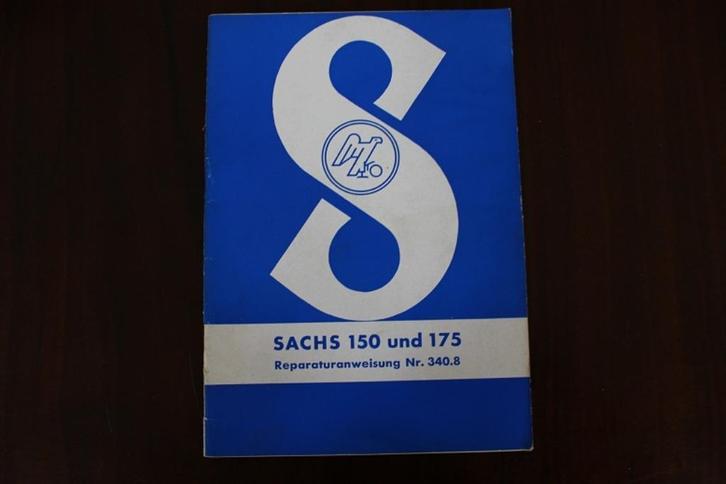 S
SACHS 150 und 175
Reparaturanweisung Nr. 340.8